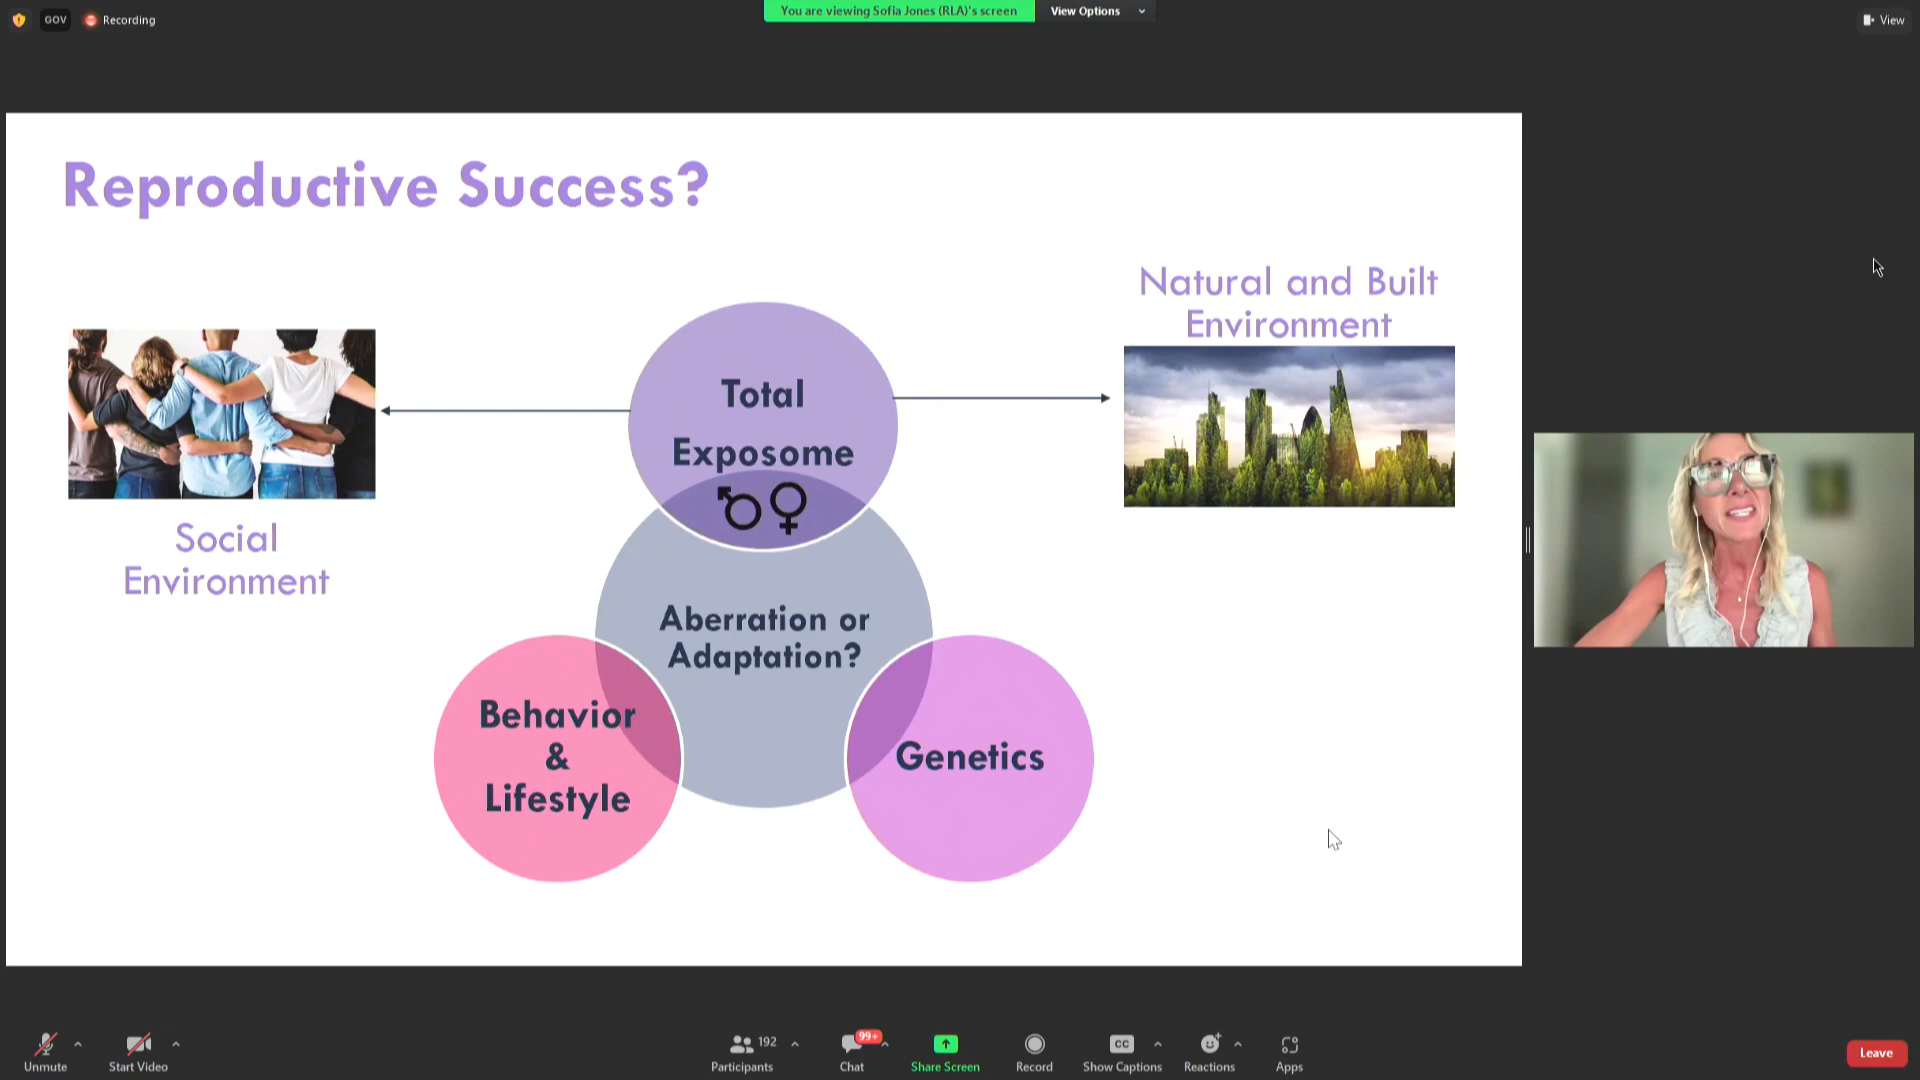 GOV
Recording
You are viewing Sofia Jones (RLA)'s screen
View Options
View
Reproductive Success?
Natural and Built
Environment
Total
Exposome
Social
Environment
Aberration or
Adaptation?
Behavior
&
Lifestyle
Genetics
Unmute
Start Video
192
Participants
99+
Chat
Share Screen
Record
CC
Show Captions
Reactions
Apps
Leave